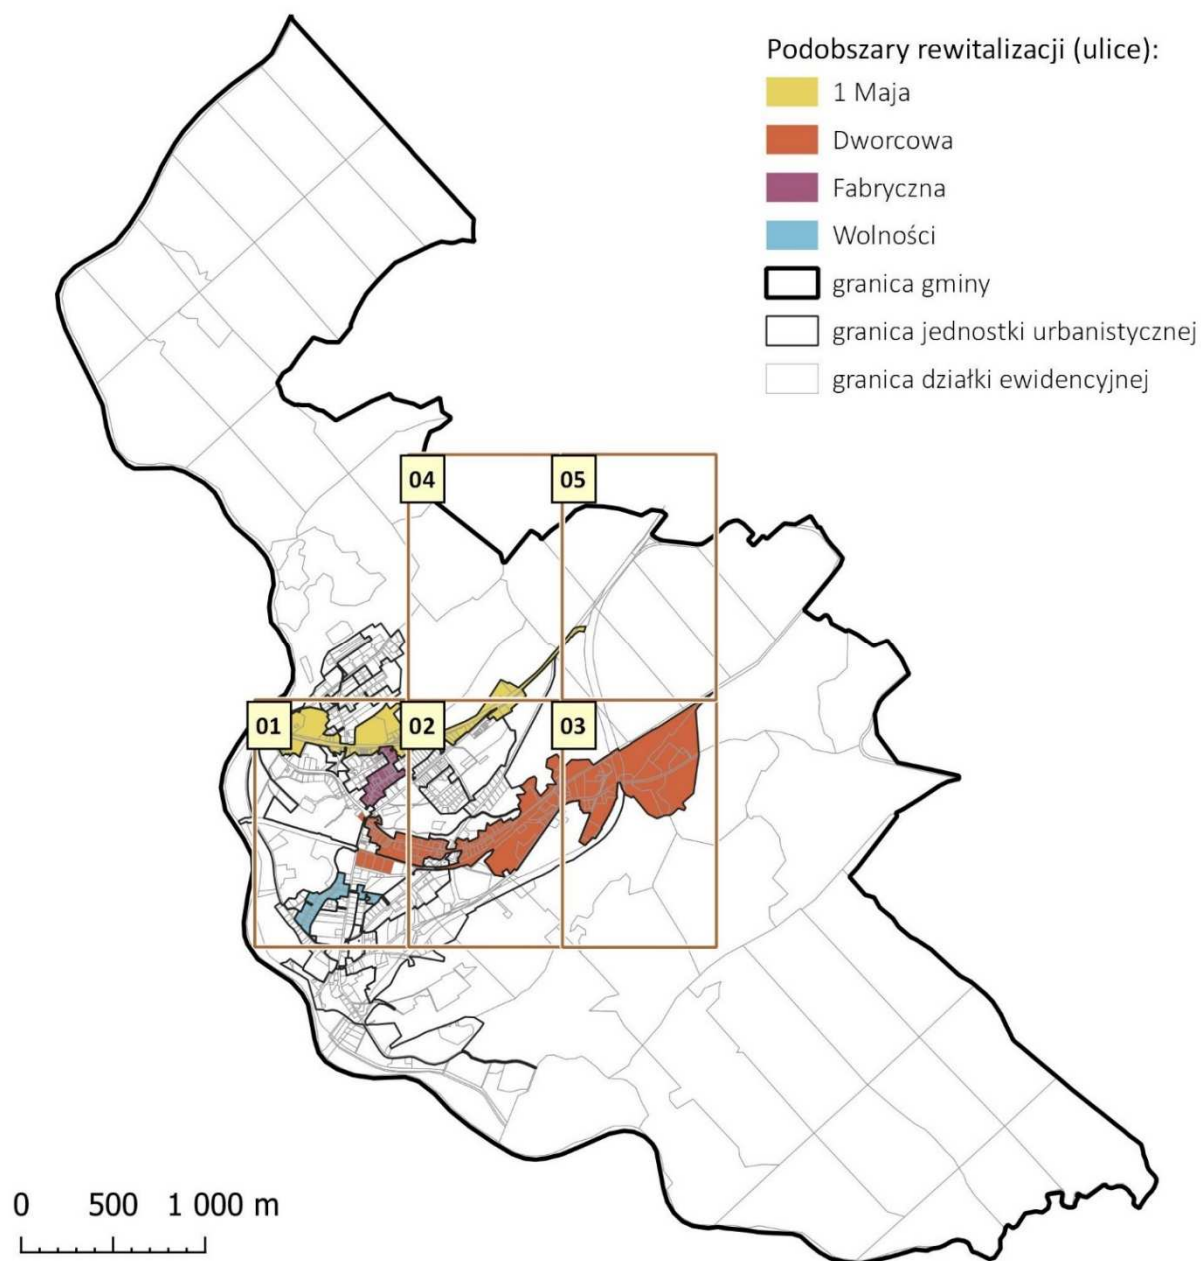 Podobszary rewitalizacji (ulice):
1 Maja
Dworcowa
Fabryczna
Wolności
granica gminy
granica jednostki urbanistycznej
granica działki ewidencyjnej
04
05
01
02
03
0 500 1 000 m